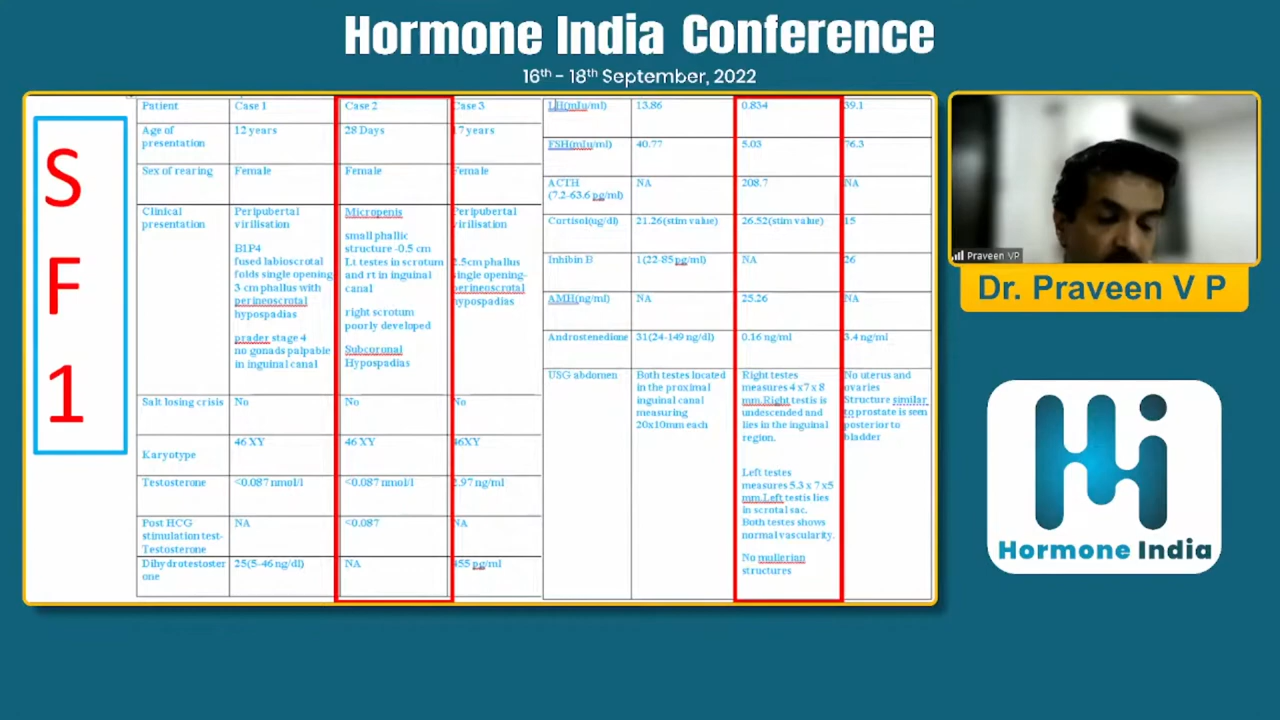 Hormone India Conference
16th - 18th September, 2022
S
F
1
Patient
Case 1
Case 2
Case 3
Age of
presentation
12 years
28 Days
7 years
Sex of rearing
Female
Female
Female
Clinical
presentation
Peripubertal
virilisation
B1P4
fused labioscrotal
folds single opening
3 cm phallus with
perineoscrotal
hypospadias
prader stage 4
no gonads palpable
in inguinal canal
Micropenis
small phallic
structure -0.5 cm
Lt testes in scrotum
and rt in inguinal
canal
right scrotum
poorly developed
Subcoronal
Hypospadias
Peripubertal
virilisation
2.5cm phallus
single opening-
perineoscrotal
hypospadias
Salt losing crisis
No
No
No
Karyotype
46 XY
46 XY
46XY
Testosterone
<0.087 nmol/l
<0.087 nmol/l
2.97 ng/ml
Post HCG
stimulation test-
Testosterone
NA
<0.087
NA
Dihydrotestoster
one
25(5-46 ng/dl)
NA
455 pg/ml
LH(mIu/ml)
13.86
0.834
39.1
FSH(mIu/ml)
40.77
5.03
76.3
ACTH
(7.2-63.6 pg/ml)
NA
208.7
NA
Cortisol(ug/dl)
21.26(stim value)
26.52(stim value)
15
Inhibin B
1(22-85pg/ml)
NA
26
AMH(ng/ml)
NA
25.26
NA
Androstenedione
31(24-149 ng/dl)
0.16 ng/ml
3.4 ng/ml
USG abdomen
Both testes located
in the proximal
inguinal canal
measuring
20x10mm each
Right testes
measures 4 x7 x 8
mm.Right testis is
undescended and
lies in the inguinal
region.
Left testes
measures 5.3 x 7 x5
mm.Left testis lies
in scrotal sac.
Both testes shows
normal vascularity.
No mullerian
structures
No uterus and
ovaries
Structure similar
to prostate is seen
posterior to
bladder
Praveen VP
Dr. Praveen V P
Hormone India